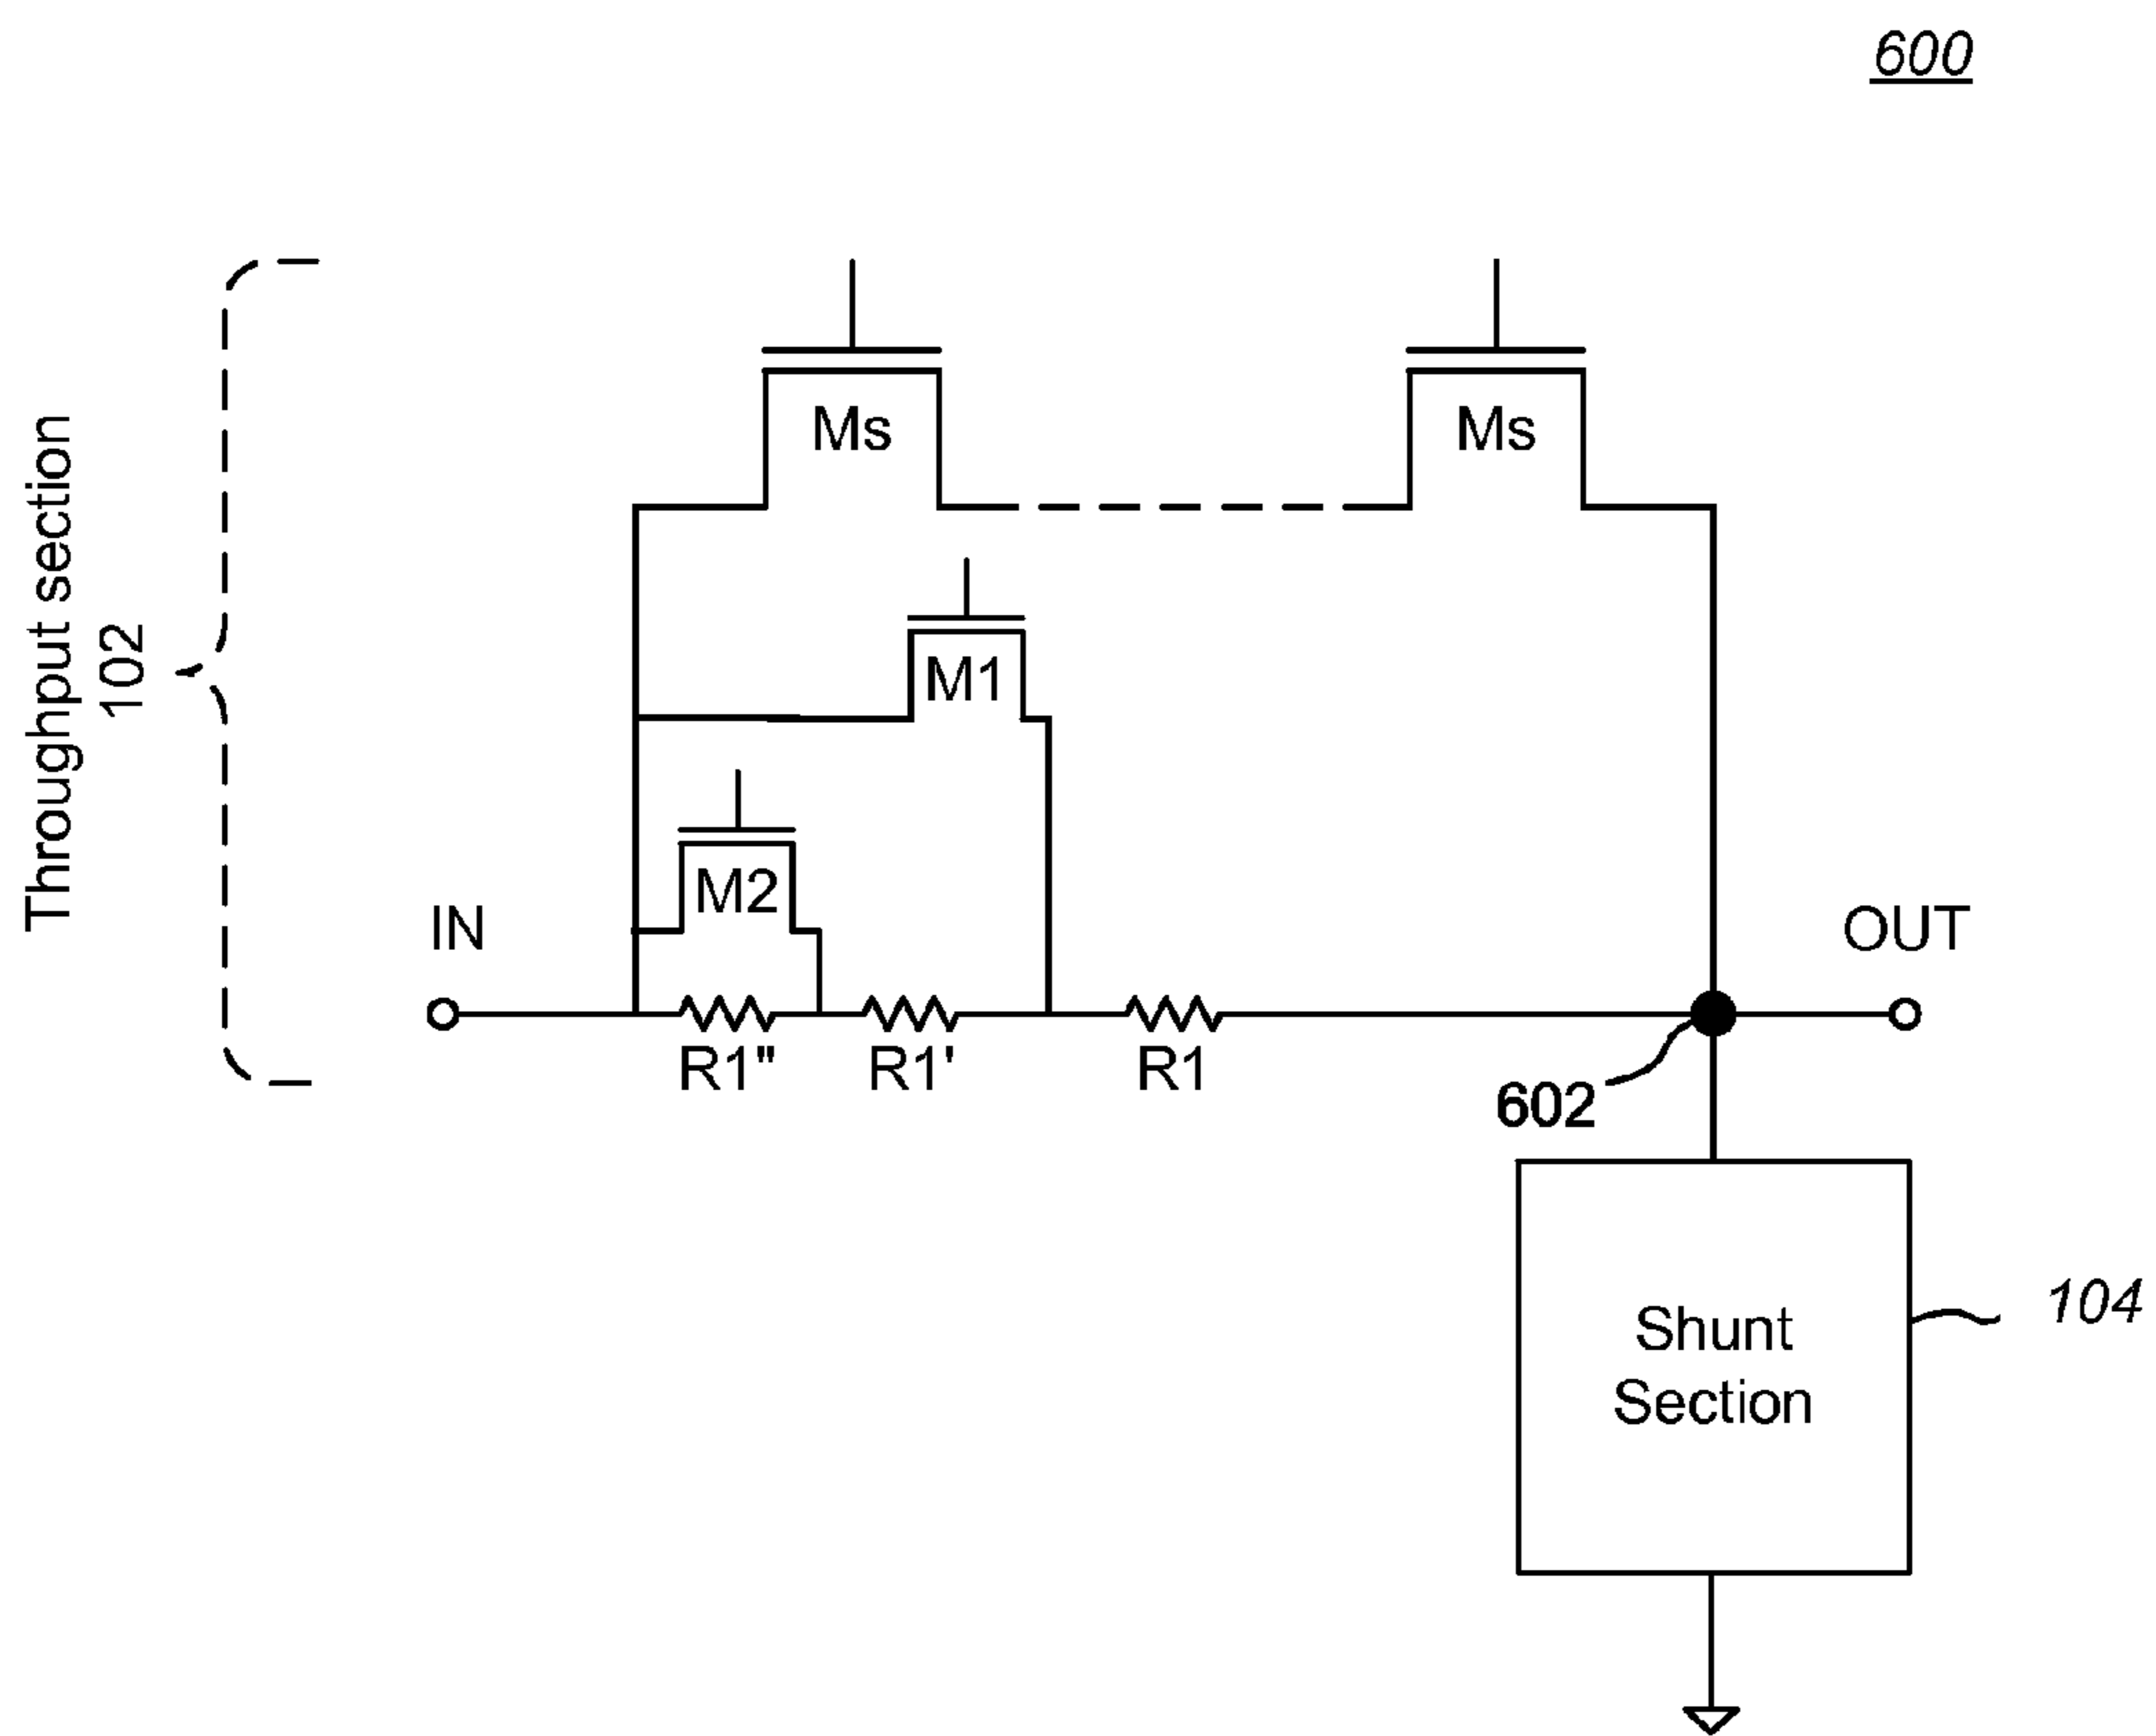 600
Throughput section
102
Ms
Ms
M1
M2
IN
OUT
R1"
R1'
R1
602
Shunt
Section
104